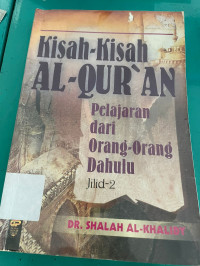 Kisah-Kisah
AL-QUR`AN
Pelajaran
dari
Orang-Orang
Dahulu
Jilid-2
DR. SHALAH AL-KHALIDY